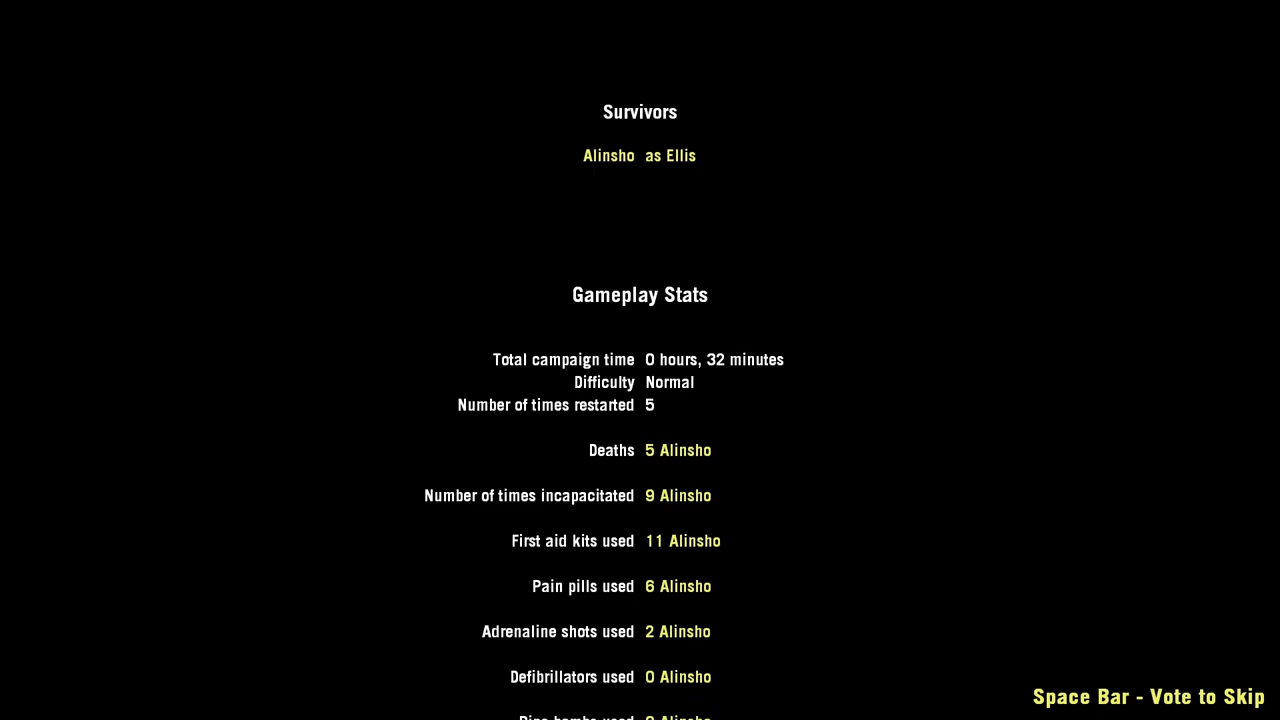 Survivors
Alinsho as Ellis
Gameplay Stats
Total campaign time 0 hours, 32 minutes
Difficulty Normal
Number of times restarted 5
Deaths 5 Alinsho
Number of times incapacitated 9 Alinsho
First aid kits used 11 Alinsho
Pain pills used 6 Alinsho
Adrenaline shots used 2 Alinsho
Defibrillators used 0 Alinsho
Space Bar - Vote to Skip